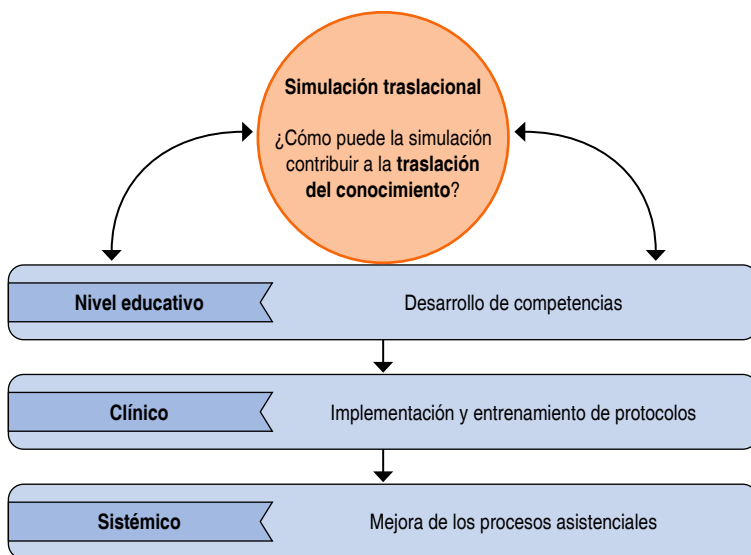 Simulación traslacional
¿Cómo puede la simulación
contribuir a la traslación
del conocimiento?
Nivel educativo
Desarrollo de competencias
Clínico
Implementación y entrenamiento de protocolos
Sistémico
Mejora de los procesos asistenciales